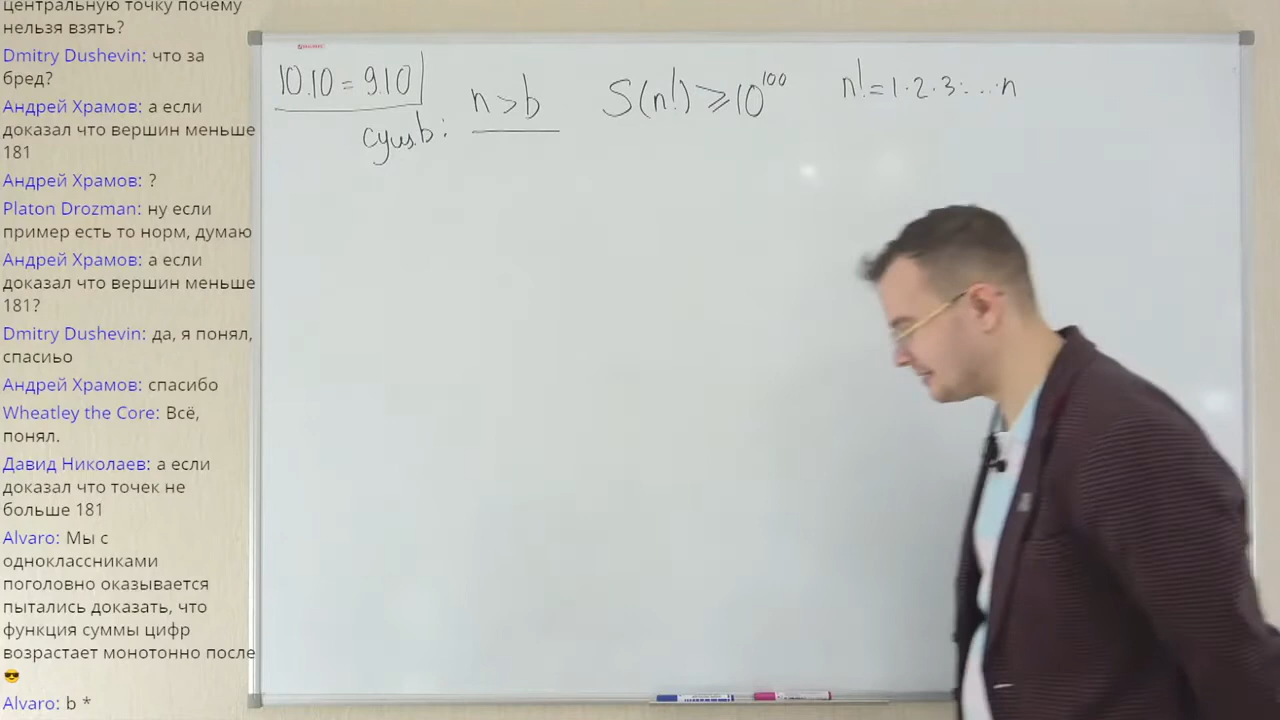 центральную точку почему
нельзя взять?
Dmitry Dushevin: что за
бред?
Андрей Храмов: а если
доказал что вершин меньше
181
Андрей Храмов: ?
Platon Drozman: ну если
пример есть то норм, думаю
Андрей Храмов: а если
доказал что вершин меньше
181?
Dmitry Dushevin: да, я понял,
спасиьо
Андрей Храмов: спасибо
Wheatley the Core: Всё,
понял.
Давид Николаев: а если
доказал что точек не
больше 181
Alvaro: Мы с
одноклассниками
поголовно оказывается
пытались доказать, что
функция суммы цифр
возрастает монотонно после
😎
Alvaro: b *
10.10 = 9.10
сущ. b: n > b
S(n!) ⩾ 10^100
n! = 1·2·3·...·n